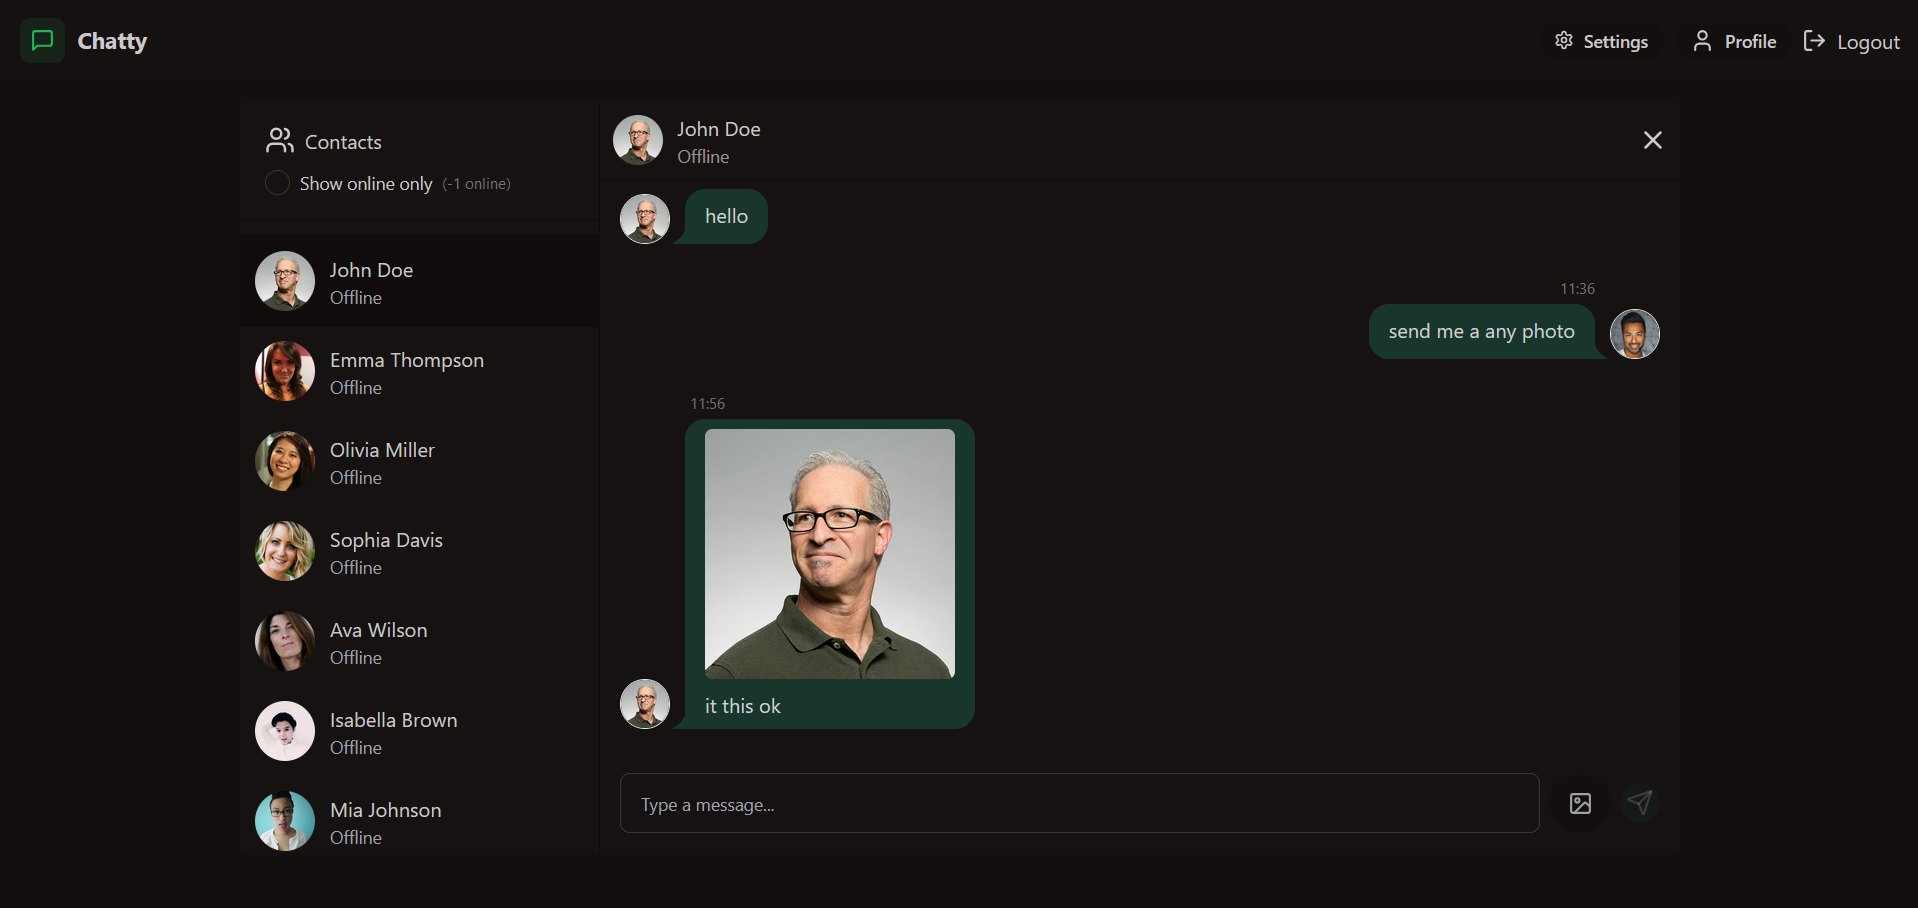 Chatty
Settings
Profile
Logout
Contacts
Show online only (-1 online)
John Doe
Offline
Emma Thompson
Offline
Olivia Miller
Offline
Sophia Davis
Offline
Ava Wilson
Offline
Isabella Brown
Offline
Mia Johnson
Offline
John Doe
Offline
hello
11:36
send me a any photo
11:56
it this ok
Type a message...